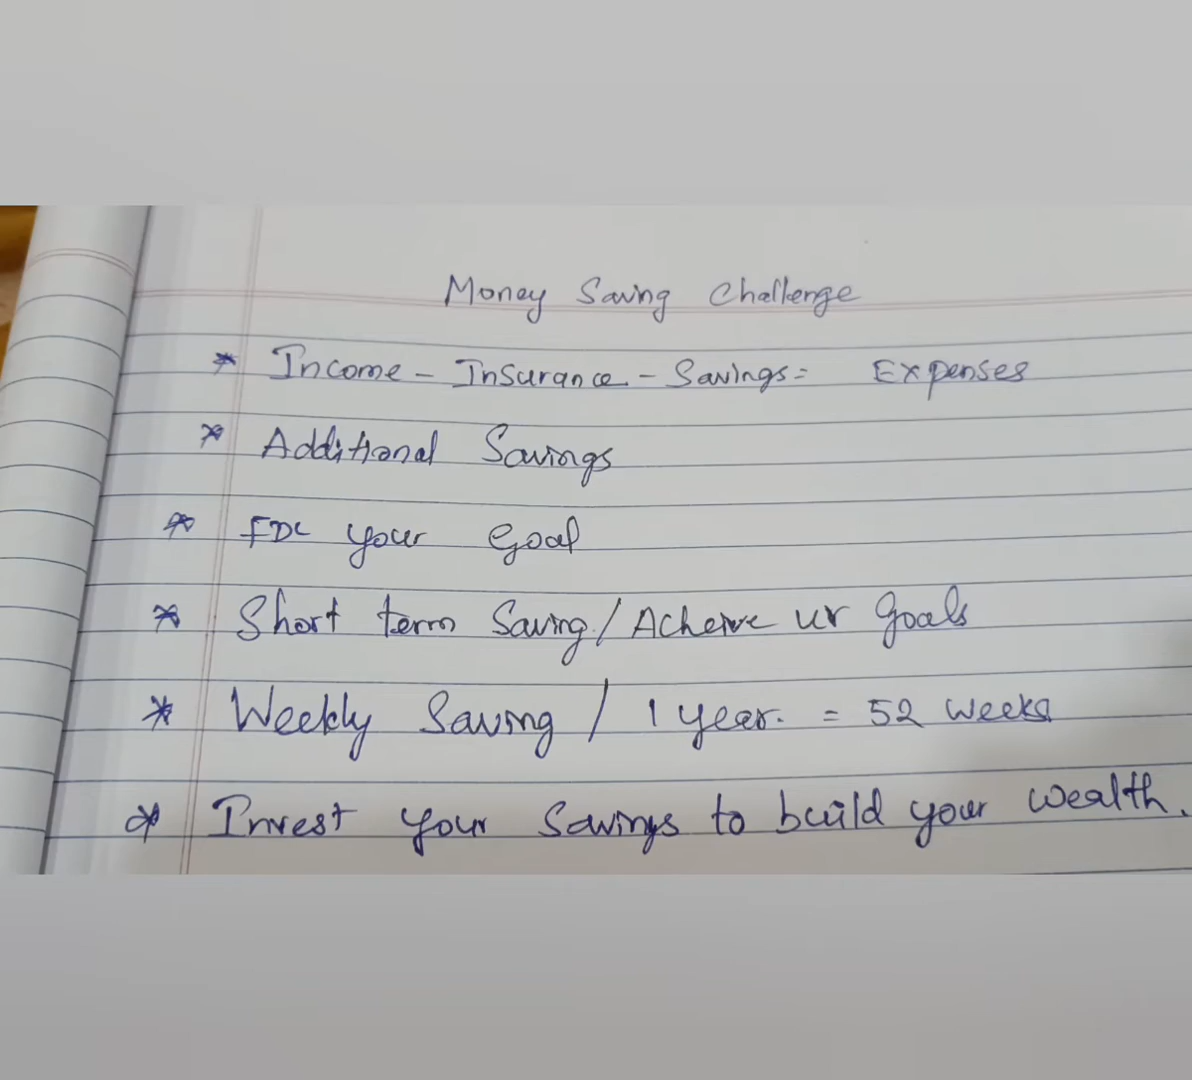 Money Saving Challenge
* Income - Insurance - Savings = Expenses
* Additional Savings
* your Goal
* Short term Saving / Acheive ur Goals
* Weekly Saving / 1 year. = 52 weeks
* Invest your Savings to build your wealth.